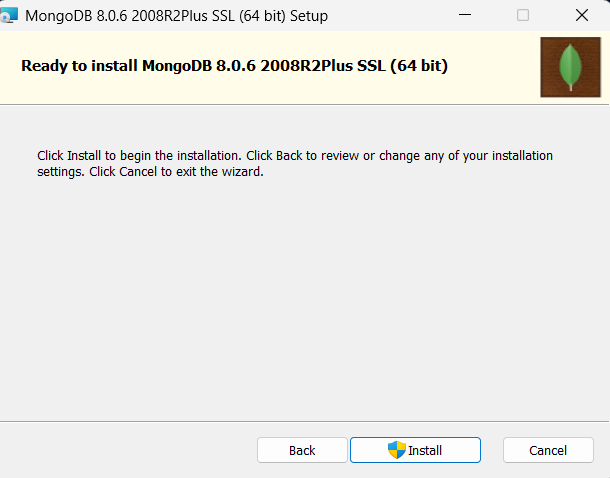 MongoDB 8.0.6 2008R2Plus SSL (64 bit) Setup
Ready to install MongoDB 8.0.6 2008R2Plus SSL (64 bit)
Click Install to begin the installation. Click Back to review or change any of your installation
settings. Click Cancel to exit the wizard.
Back Install Cancel